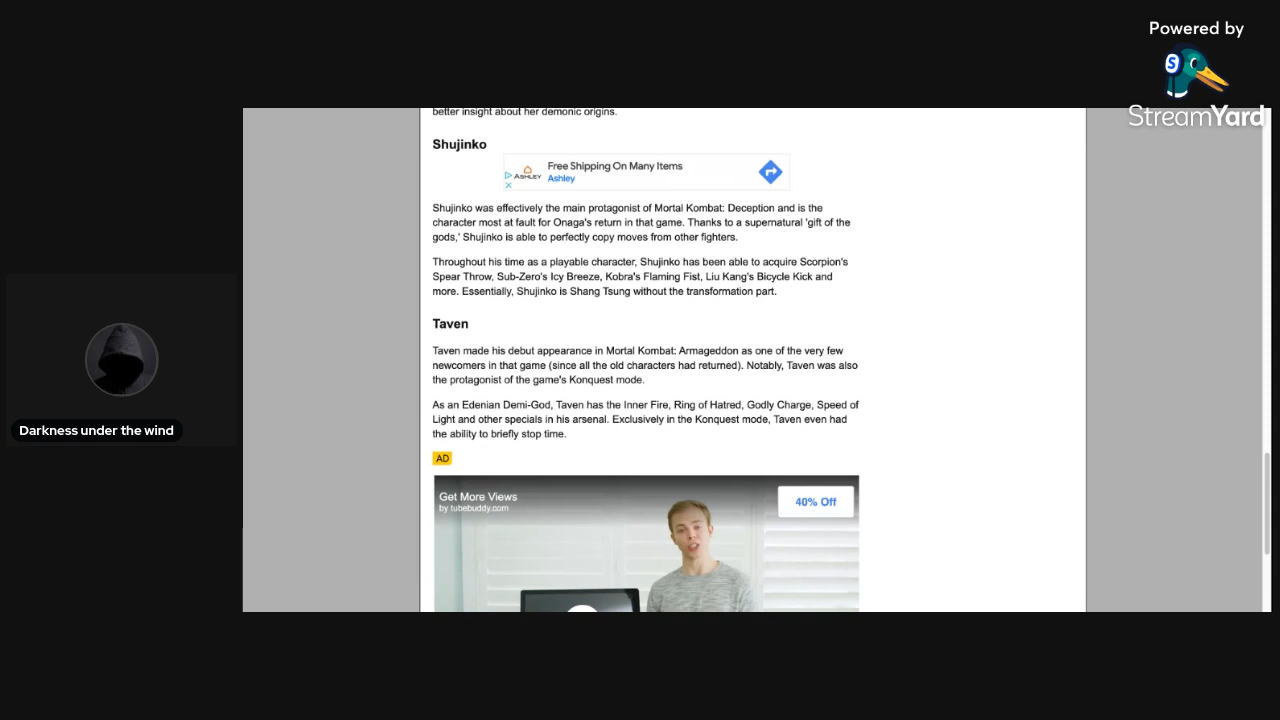 Powered by
S
StreamYard
better insight about her demonic origins.
Shujinko
ASHLEY
Free Shipping On Many Items
Ashley
Shujinko was effectively the main protagonist of Mortal Kombat: Deception and is the
character most at fault for Onaga's return in that game. Thanks to a supernatural 'gift of the
gods,' Shujinko is able to perfectly copy moves from other fighters.
Throughout his time as a playable character, Shujinko has been able to acquire Scorpion's
Spear Throw, Sub-Zero's Icy Breeze, Kobra's Flaming Fist, Liu Kang's Bicycle Kick and
more. Essentially, Shujinko is Shang Tsung without the transformation part.
Taven
Taven made his debut appearance in Mortal Kombat: Armageddon as one of the very few
newcomers in that game (since all the old characters had returned). Notably, Taven was also
the protagonist of the game's Konquest mode.
As an Edenian Demi-God, Taven has the Inner Fire, Ring of Hatred, Godly Charge, Speed of
Light and other specials in his arsenal. Exclusively in the Konquest mode, Taven even had
the ability to briefly stop time.
AD
Get More Views
by tubebuddy.com
40% Off
Darkness under the wind